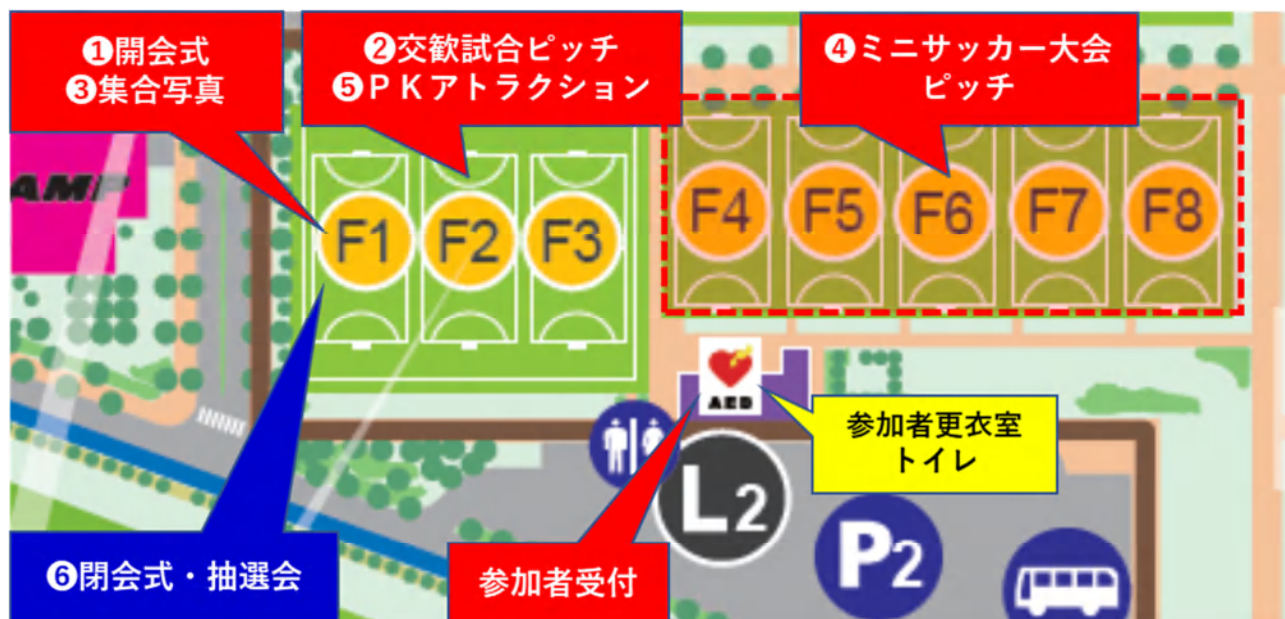 ❶開会式
❸集合写真
❷交歓試合ピッチ
❺ＰＫアトラクション
❹ミニサッカー大会
ピッチ
AMP
F1
F2
F3
F4
F5
F6
F7
F8
AED
参加者更衣室
トイレ
L2
P2
❻閉会式・抽選会
参加者受付